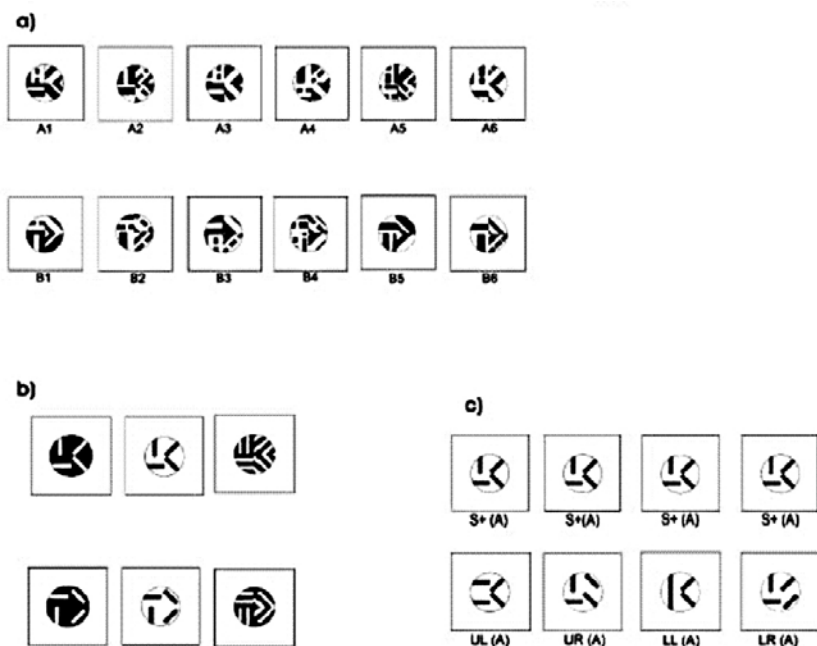 a)
A1 A2 A3 A4 A5 A6
B1 B2 B3 B4 B5 B6
b)
c)
S+ (A) S+(A) S+ (A) S+ (A)
UL (A) UR (A) LL (A) LR (A)